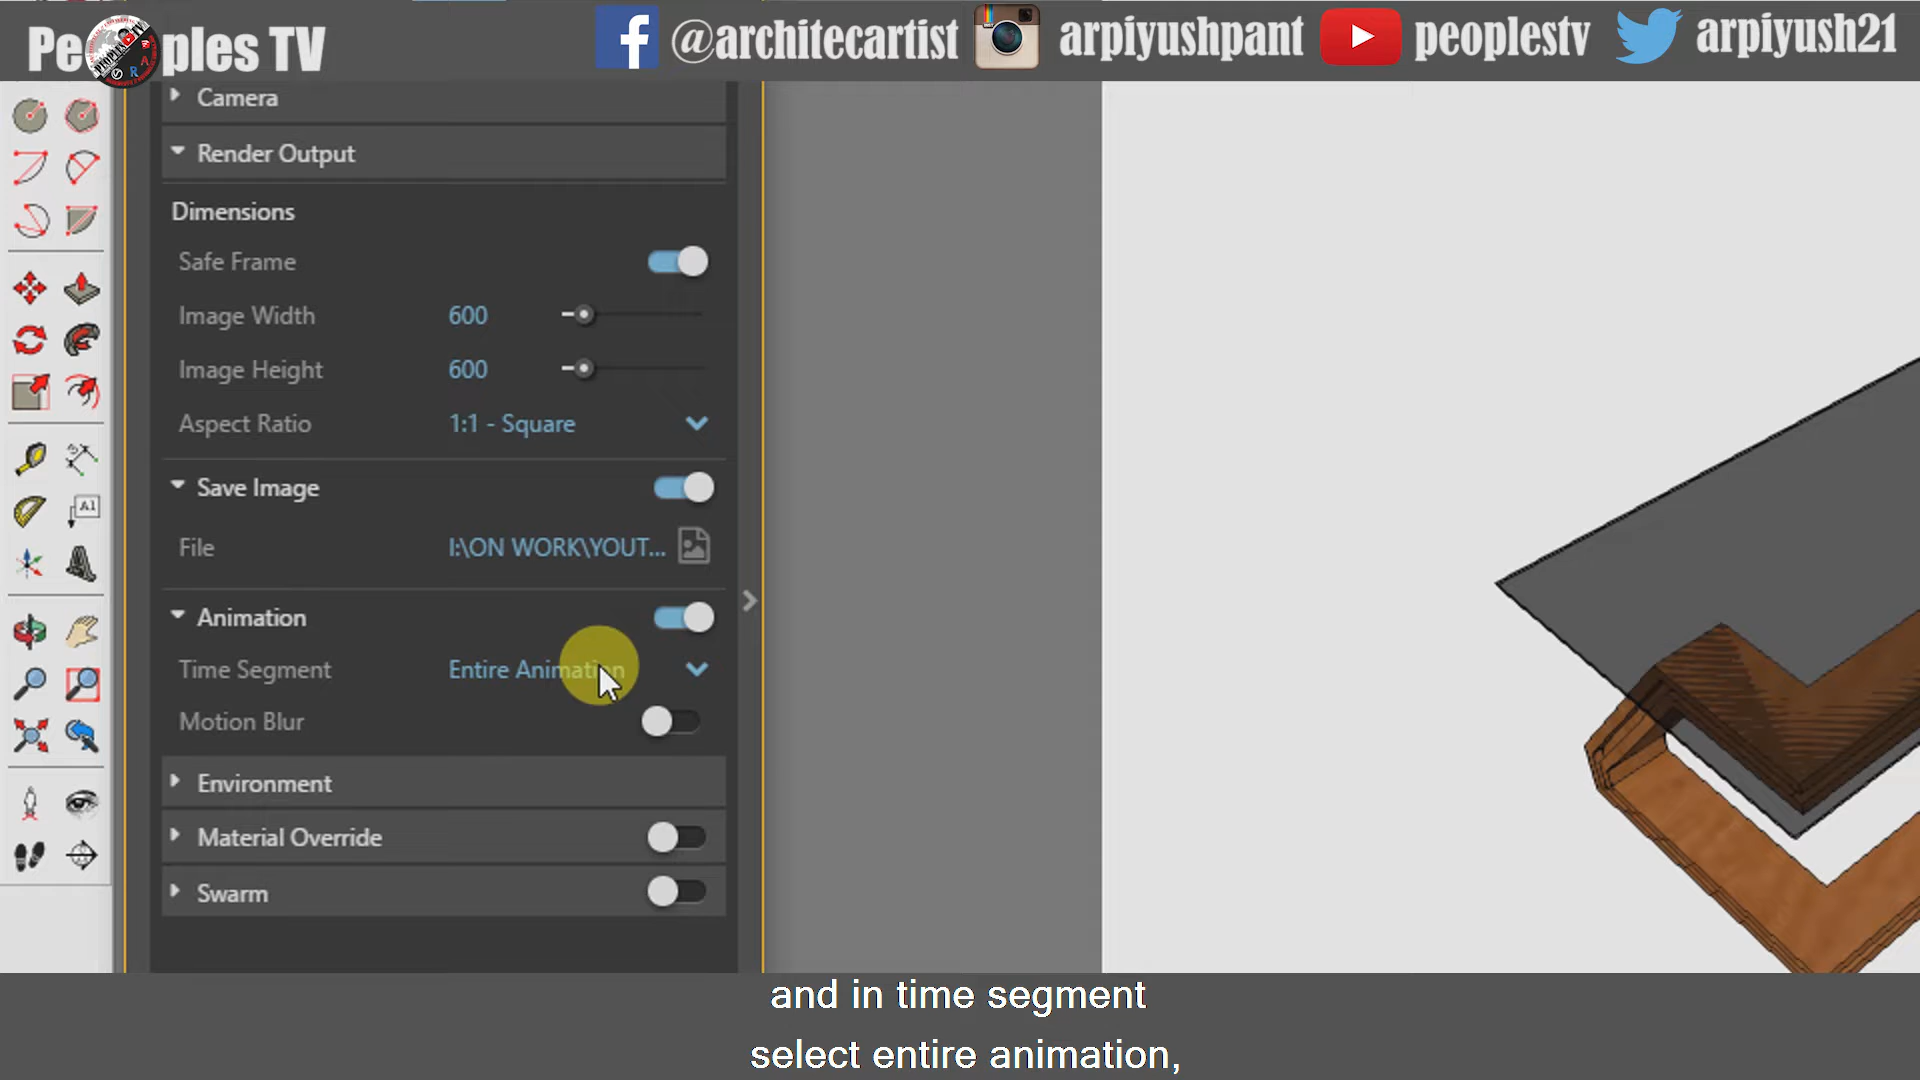 Peoples TV
@architecartist
arpiyushpant
peoplestv
arpiyush21
Camera
Render Output
Dimensions
Safe Frame
Image Width 600
Image Height 600
Aspect Ratio 1:1 - Square
Save Image
File I:\ON WORK\YOUT...
Animation
Time Segment Entire Animation
Motion Blur
Environment
Material Override
Swarm
and in time segment
select entire animation,